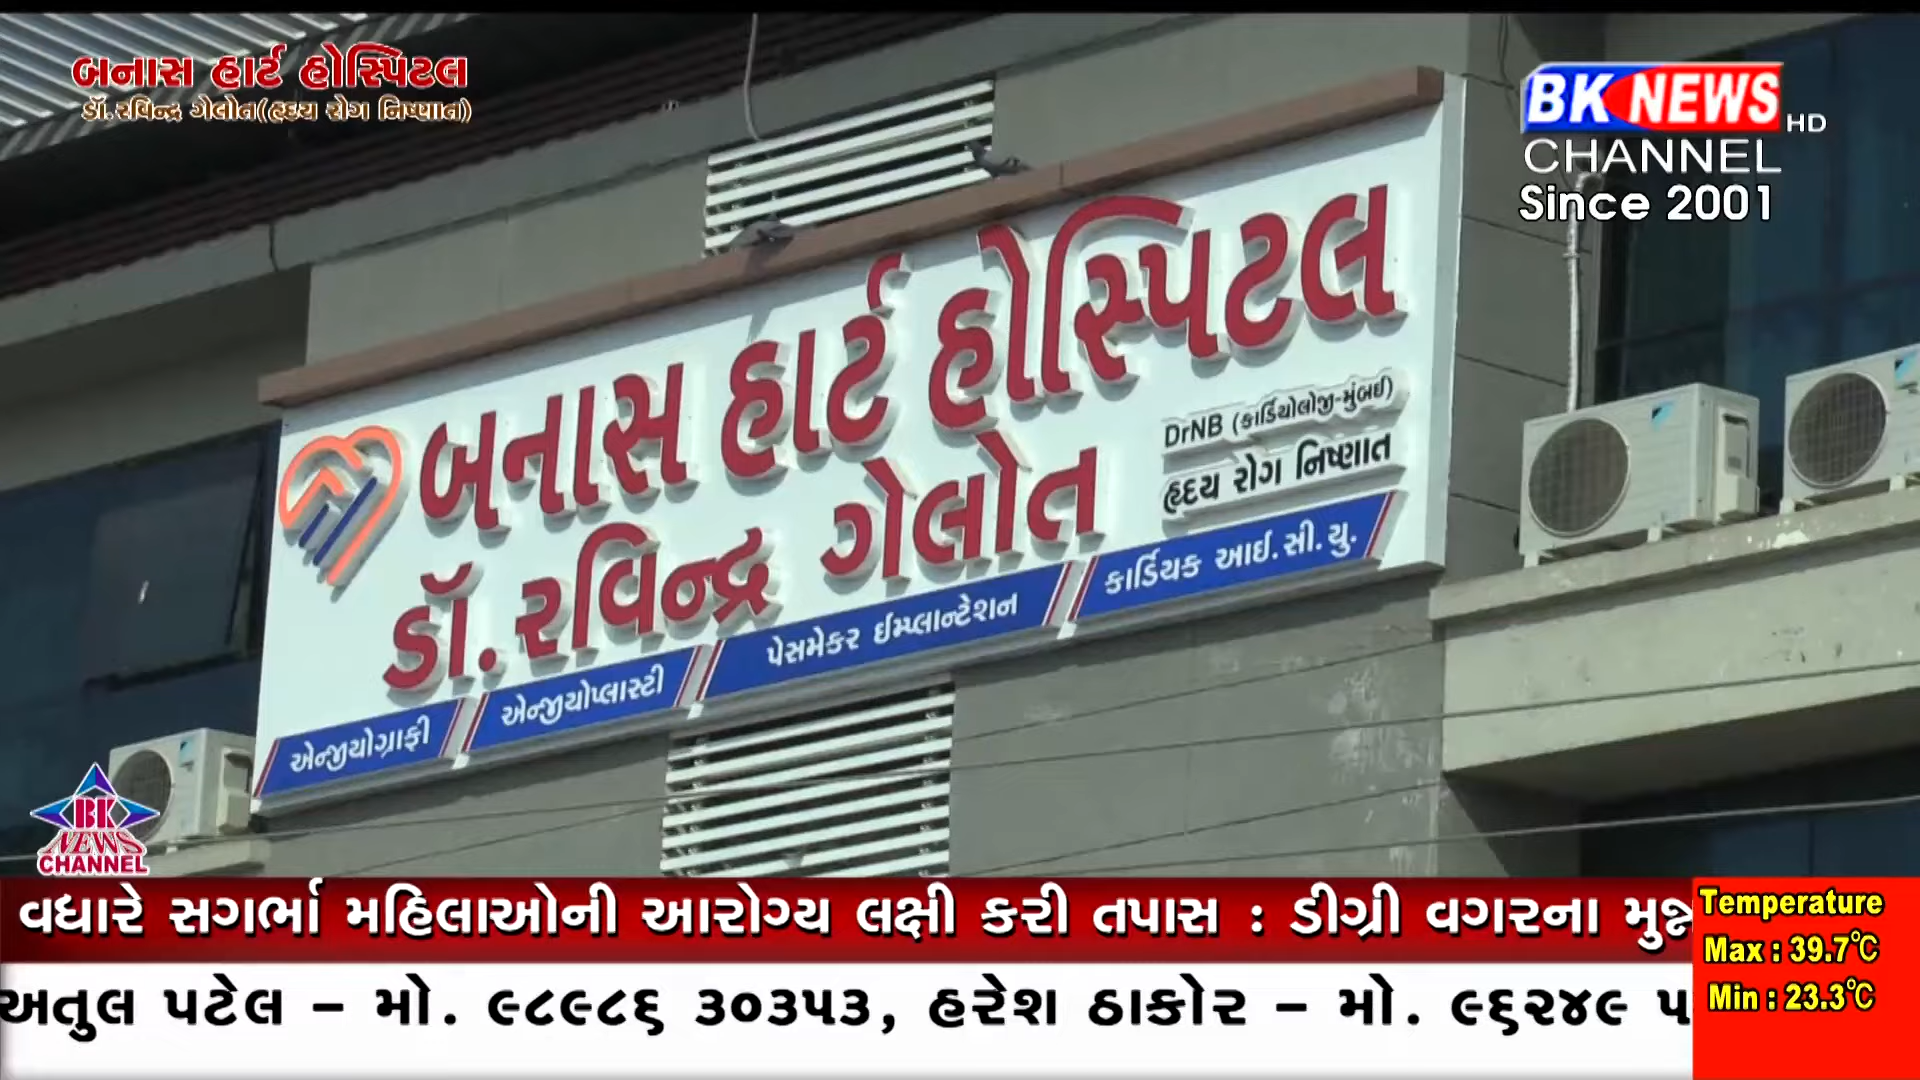 બનાસ હાર્ટ હોસ્પિટલ
ડૉ.રવિન્દ્ર ગેલોત(હૃદય રોગ નિષ્ણાત)
BK NEWS HD
CHANNEL
Since 2001
બનાસ હાર્ટ હોસ્પિટલ
ડૉ. રવિન્દ્ર ગેલોત
DrNB (કાર્ડિયોલોજી-મુંબઈ)
હૃદય રોગ નિષ્ણાત
એન્જીયોગ્રાફી
એન્જીયોપ્લાસ્ટી
પેસમેકર ઈમ્પ્લાન્ટેશન
કાર્ડિયક આઈ.સી.યુ.
BK
NEWS
CHANNEL
વધારે સગર્ભા મહિલાઓની આરોગ્ય લક્ષી કરી તપાસ : ડીગ્રી વગરના મુન્ન
અતુલ પટેલ – મો. ૯૮૯૮૬ ૩૦૩૫૩, હરેશ ઠાકોર – મો. ૯૬૨૪૯ ૫
Temperature
Max : 39.7℃
Min : 23.3℃